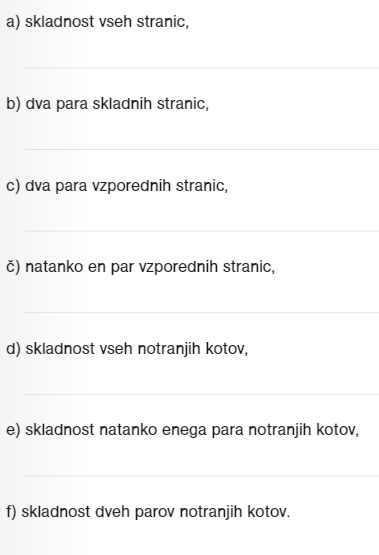 a) skladnost vseh stranic,
b) dva para skladnih stranic,
c) dva para vzporednih stranic,
č) natanko en par vzporednih stranic,
d) skladnost vseh notranjih kotov,
e) skladnost natanko enega para notranjih kotov,
f) skladnost dveh parov notranjih kotov.